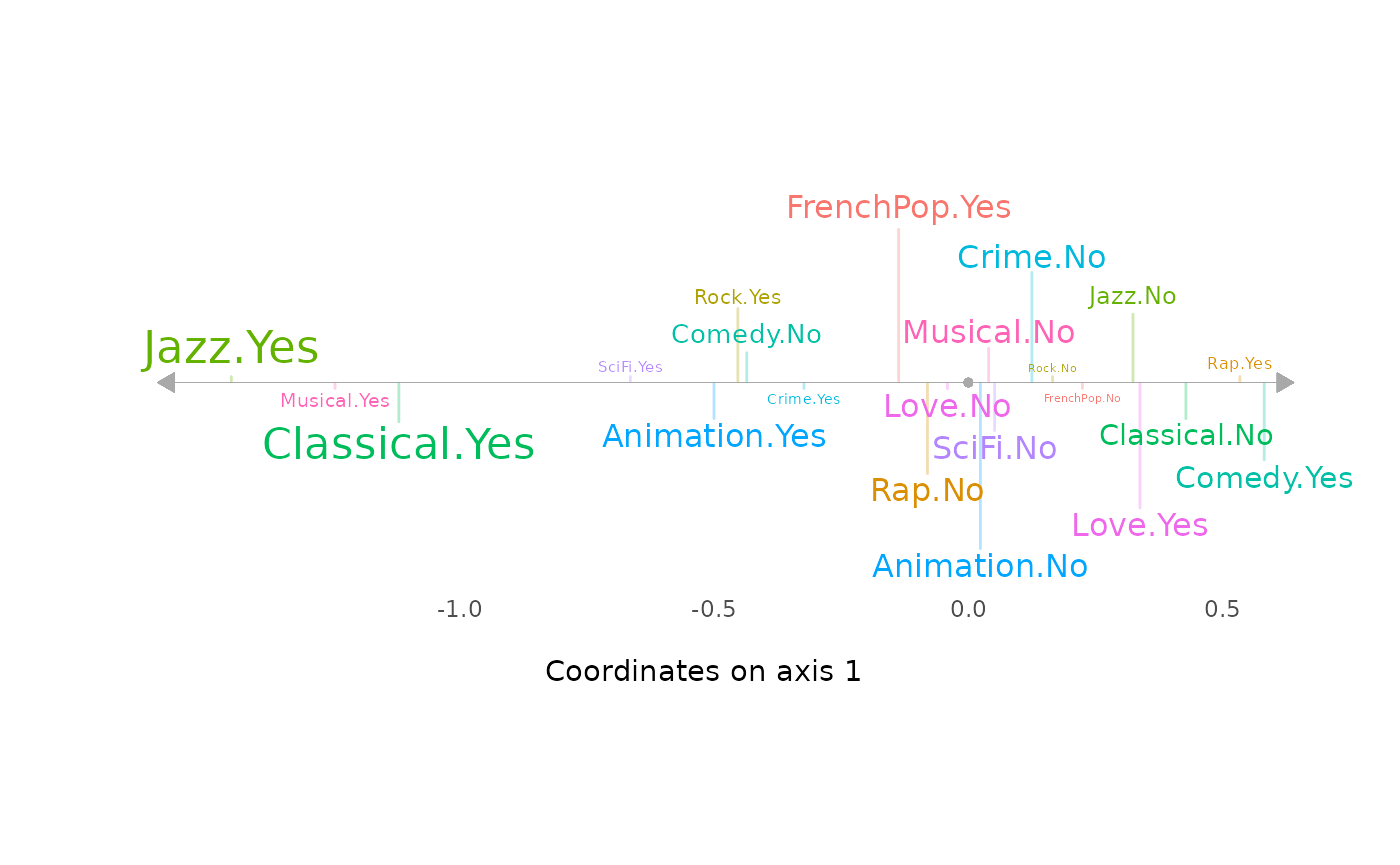 FrenchPop.Yes
Crime.No
Rock.Yes
Jazz.No
Comedy.No
Musical.No
Jazz.Yes
SciFi.Yes
Rock.No
Rap.Yes
Musical.Yes
Crime.Yes
Love.No
FrenchPop.No
Classical.Yes
Animation.Yes
SciFi.No
Classical.No
Rap.No
Comedy.Yes
Love.Yes
Animation.No
-1.0 -0.5 0.0 0.5
Coordinates on axis 1